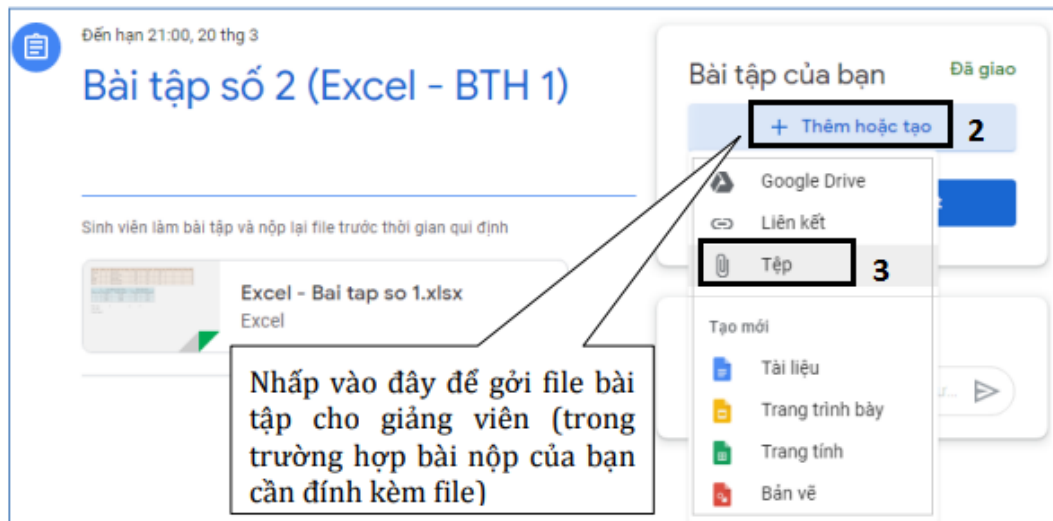 Đến hạn 21:00, 20 thg 3
Bài tập số 2 (Excel - BTH 1)
Sinh viên làm bài tập và nộp lại file trước thời gian qui định
Excel - Bai tap so 1.xlsx
Excel
Nhấp vào đây để gởi file bài
tập cho giảng viên (trong
trường hợp bài nộp của bạn
cần đính kèm file)
Bài tập của bạn
Đã giao
+ Thêm hoặc tạo
2
Google Drive
Liên kết
Tệp
3
Tạo mới
Tài liệu
Trang trình bày
Trang tính
Bản vẽ